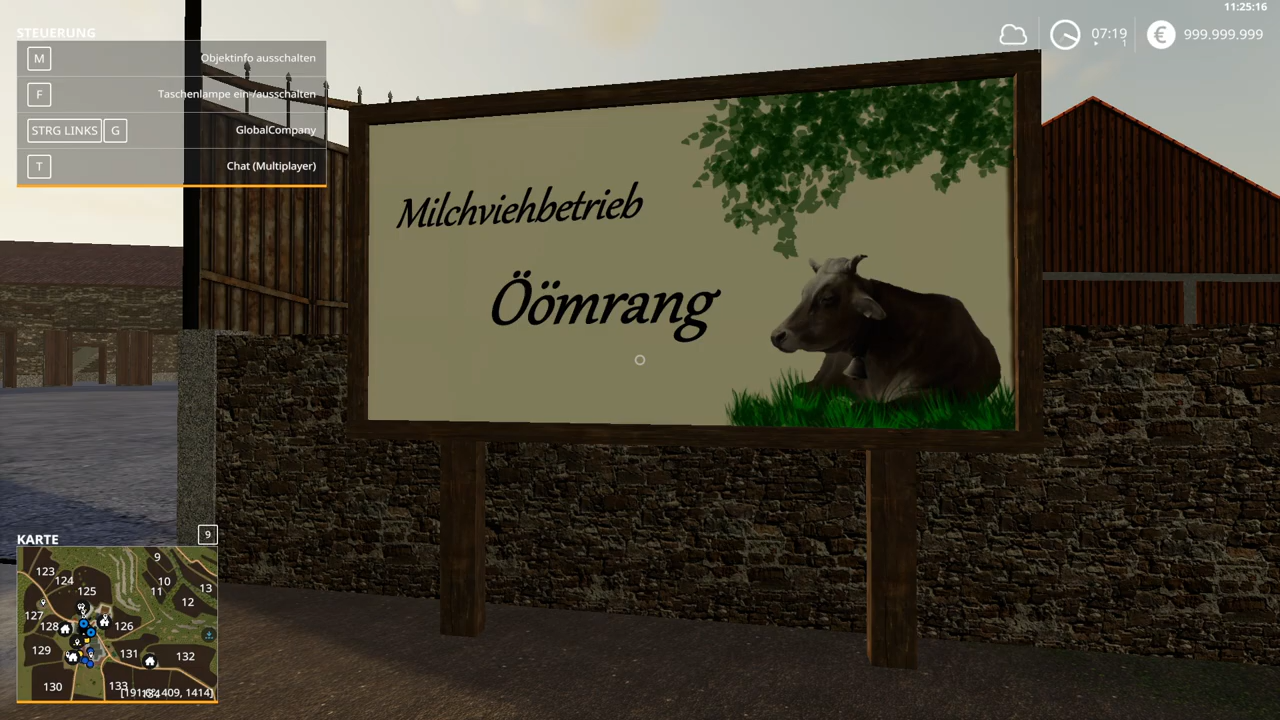 11:25:16
STEUERUNG
M Objektinfo ausschalten
F Taschenlampe ein-/ausschalten
STRG LINKS G GlobalCompany
T Chat (Multiplayer)
07:19
1
€ 999.999.999
Milchviehbetrieb
Öömrang
KARTE 9
9
123
124
10
125
11
13
12
127
128
126
129
131
132
130
133